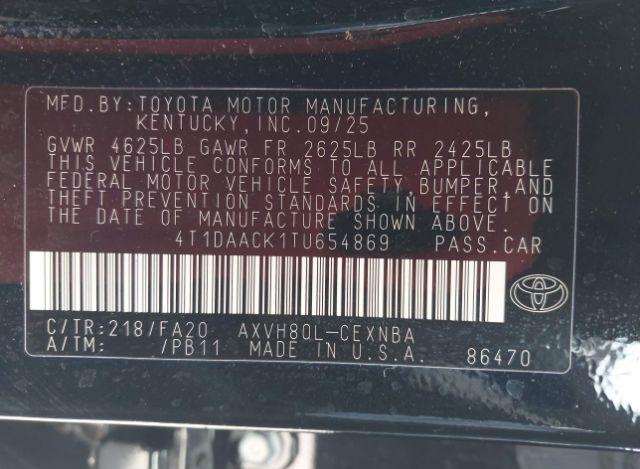 MFD.BY:TOYOTA MOTOR MANUFACTURING,
KENTUCKY,INC.09/25
GVWR 4625LB GAWR FR 2625LB RR 2425LB
THIS VEHICLE CONFORMS TO ALL APPLICABLE
FEDERAL MOTOR VEHICLE SAFETY,BUMPER,AND
THEFT PREVENTION STANDARDS IN EFFECT ON
THE DATE OF MANUFACTURE SHOWN ABOVE.
4T1DAACK1TU654869 PASS.CAR
C/TR:218/FA20 AXVH80L-CEXNBA
A/TM: /PB11 MADE IN U.S.A. 86470